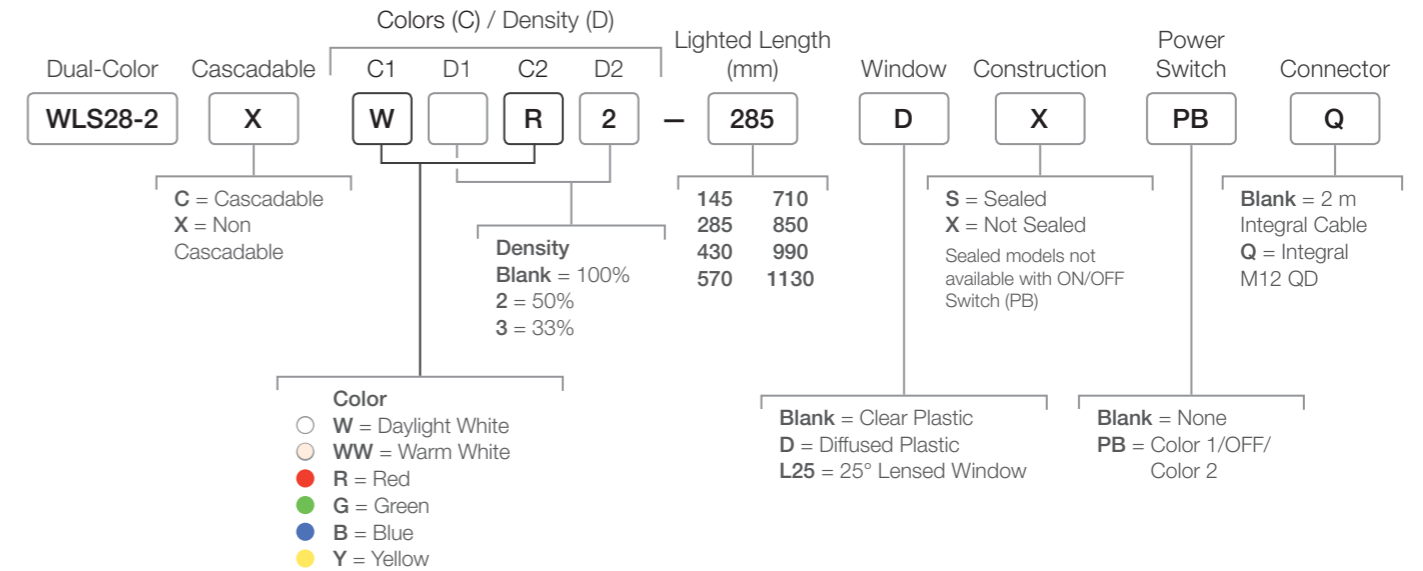 Colors (C) / Density (D)
Dual-Color
Cascadable
C1
D1
C2
D2
Lighted Length
(mm)
Window
Construction
Power
Switch
Connector
WLS28-2
X
W
R
2
–
285
D
X
PB
Q
C = Cascadable
X = Non
Cascadable
Density
Blank = 100%
2 = 50%
3 = 33%
145 710
285 850
430 990
570 1130
S = Sealed
X = Not Sealed
Sealed models not
available with ON/OFF
Switch (PB)
Blank = 2 m
Integral Cable
Q = Integral
M12 QD
Color
W = Daylight White
WW = Warm White
R = Red
G = Green
B = Blue
Y = Yellow
Blank = Clear Plastic
D = Diffused Plastic
L25 = 25° Lensed Window
Blank = None
PB = Color 1/OFF/
Color 2